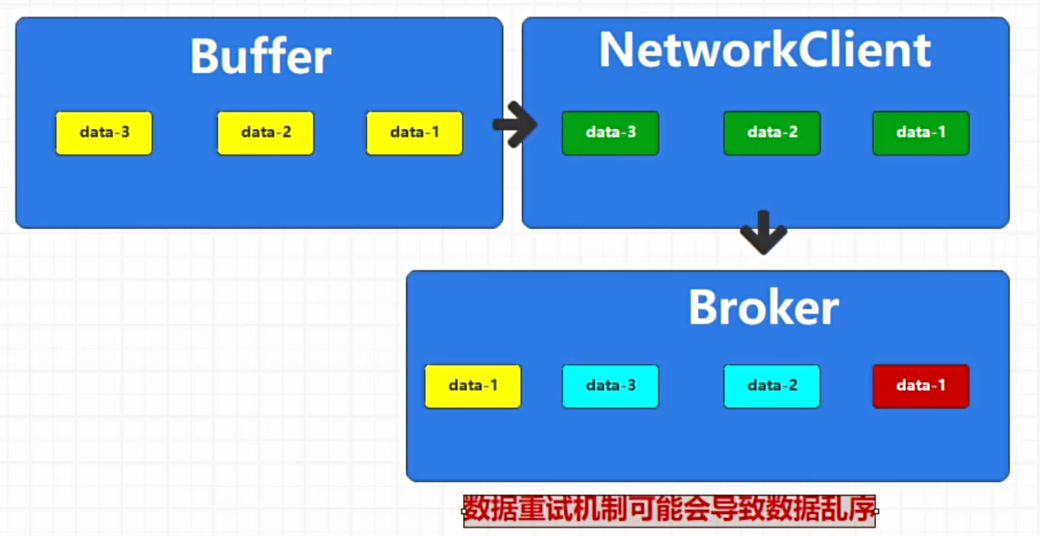 Buffer
data-3 data-2 data-1
NetworkClient
data-3 data-2 data-1
Broker
data-1 data-3 data-2 data-1
数据重试机制可能会导致数据乱序